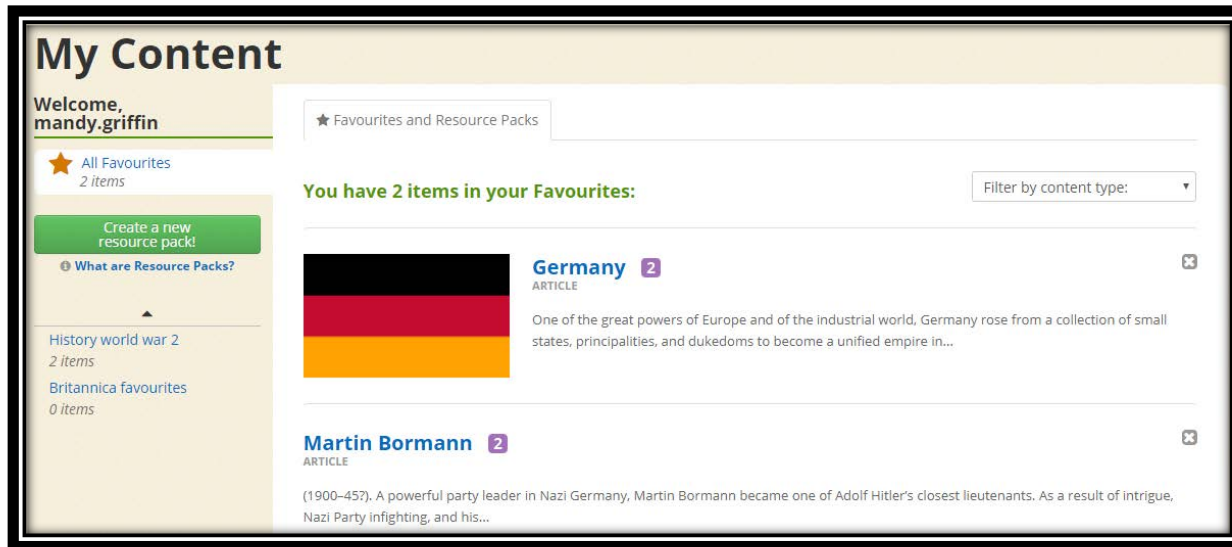 My Content
Welcome,
mandy.griffin
All Favourites
2 items
Create a new
resource pack!
What are Resource Packs?
History world war 2
2 items
Britannica favourites
0 items
Favourites and Resource Packs
You have 2 items in your Favourites:
Filter by content type:
Germany 2
ARTICLE
One of the great powers of Europe and of the industrial world, Germany rose from a collection of small
states, principalities, and dukedoms to become a unified empire in...
Martin Bormann 2
ARTICLE
(1900–45?). A powerful party leader in Nazi Germany, Martin Bormann became one of Adolf Hitler's closest lieutenants. As a result of intrigue,
Nazi Party infighting, and his...